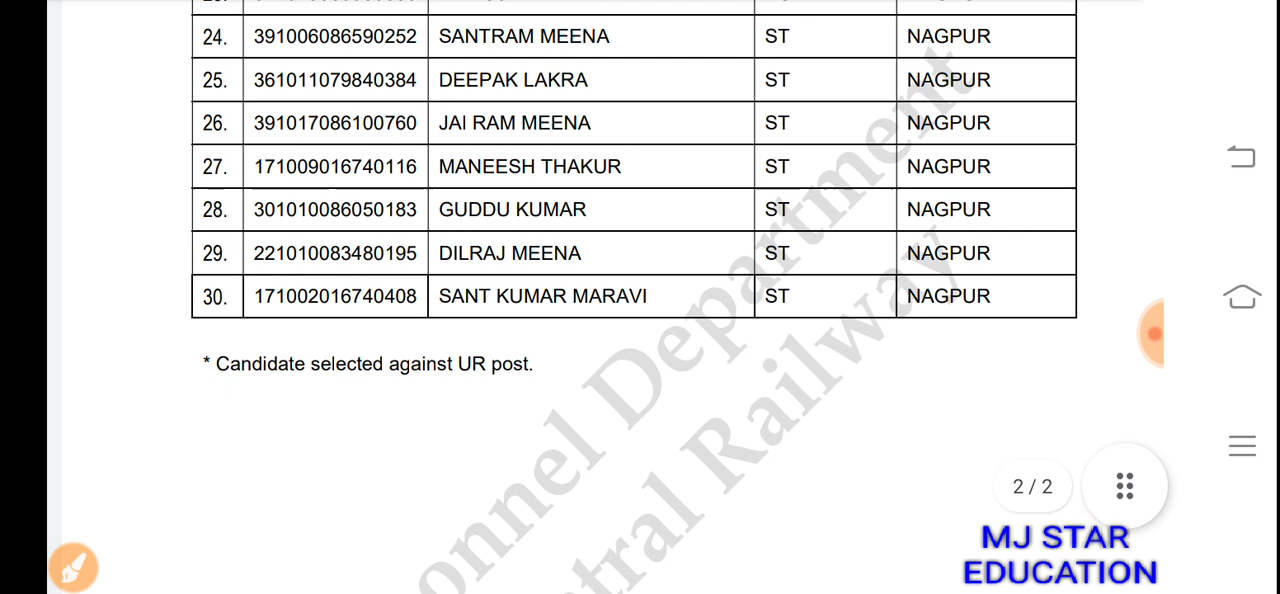 24. 391006086590252 SANTRAM MEENA ST NAGPUR
25. 361011079840384 DEEPAK LAKRA ST NAGPUR
26. 391017086100760 JAI RAM MEENA ST NAGPUR
27. 171009016740116 MANEESH THAKUR ST NAGPUR
28. 301010086050183 GUDDU KUMAR ST NAGPUR
29. 221010083480195 DILRAJ MEENA ST NAGPUR
30. 171002016740408 SANT KUMAR MARAVI ST NAGPUR
* Candidate selected against UR post.
Department
Railway
2 / 2
MJ STAR
EDUCATION